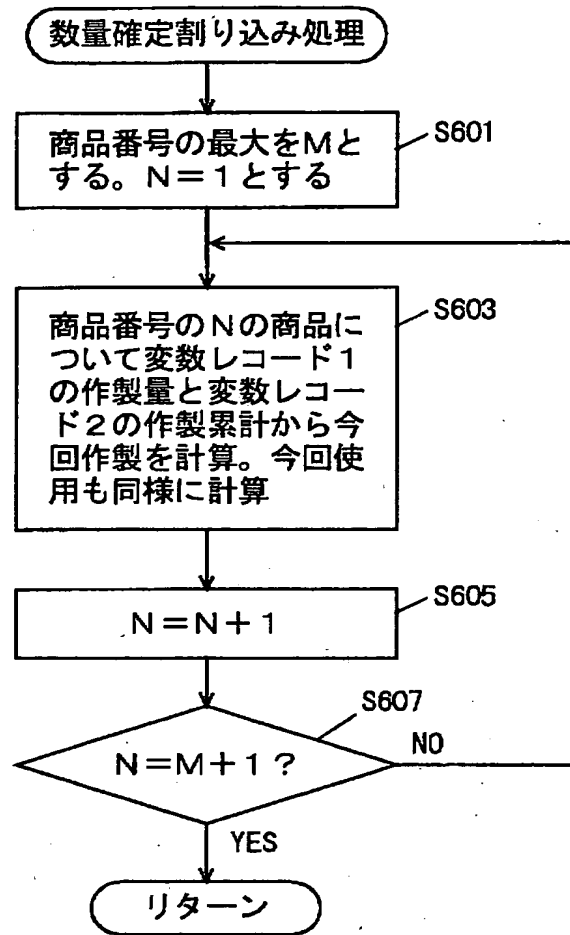 数量確定割り込み処理
商品番号の最大をMと
する。N=1とする
S601
商品番号のNの商品に
ついて変数レコード1
の作製量と変数レコー
ド2の作製累計から今
回作製を計算。今回使
用も同様に計算
S603
N=N+1
S605
N=M+1?
S607
NO
YES
リターン